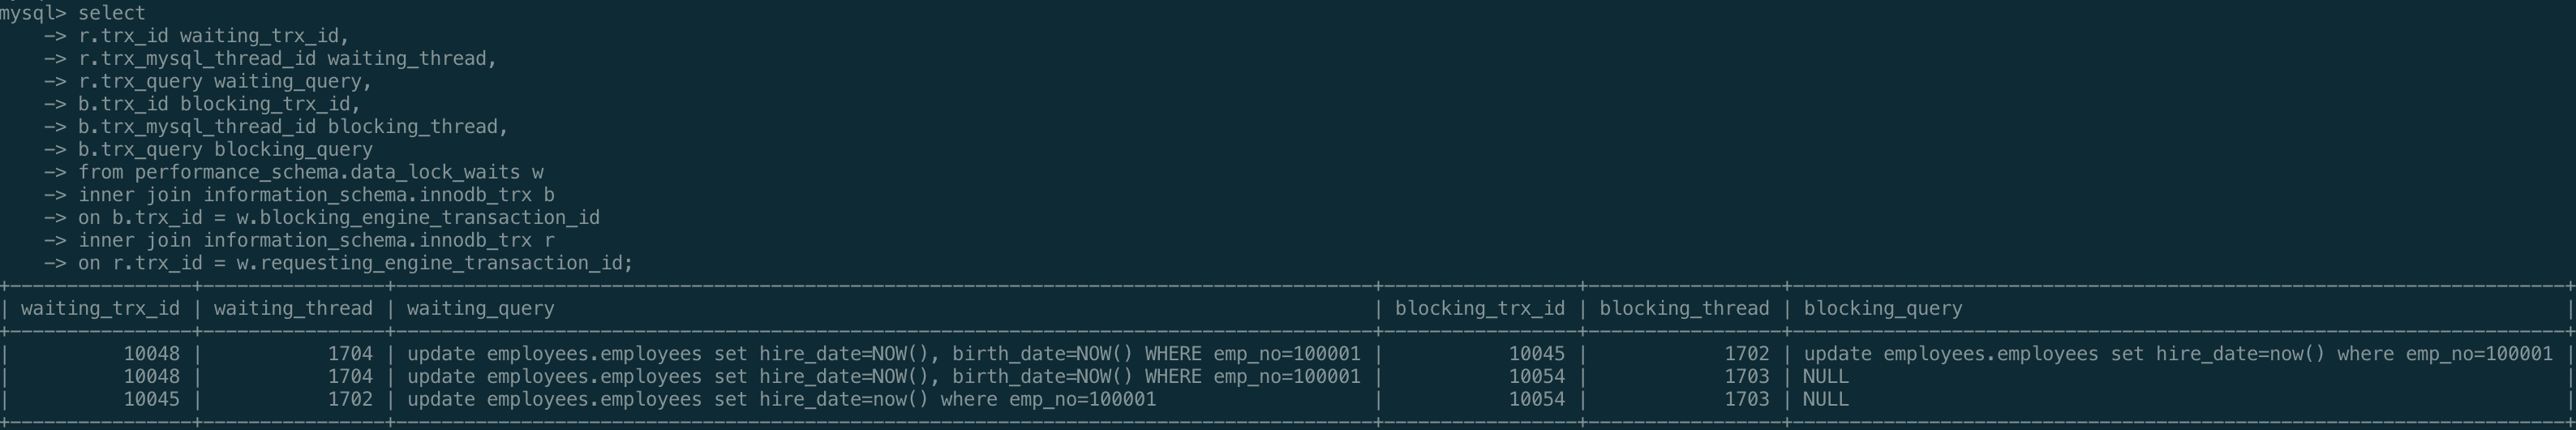 mysql> select
    -> r.trx_id waiting_trx_id,
    -> r.trx_mysql_thread_id waiting_thread,
    -> r.trx_query waiting_query,
    -> b.trx_id blocking_trx_id,
    -> b.trx_mysql_thread_id blocking_thread,
    -> b.trx_query blocking_query
    -> from performance_schema.data_lock_waits w
    -> inner join information_schema.innodb_trx b
    -> on b.trx_id = w.blocking_engine_transaction_id
    -> inner join information_schema.innodb_trx r
    -> on r.trx_id = w.requesting_engine_transaction_id;
| waiting_trx_id | waiting_thread | waiting_query | blocking_trx_id | blocking_thread | blocking_query |
| 10048 | 1704 | update employees.employees set hire_date=NOW(), birth_date=NOW() WHERE emp_no=100001 | 10045 | 1702 | update employees.employees set hire_date=now() where emp_no=100001 |
| 10048 | 1704 | update employees.employees set hire_date=NOW(), birth_date=NOW() WHERE emp_no=100001 | 10054 | 1703 | NULL |
| 10045 | 1702 | update employees.employees set hire_date=now() where emp_no=100001 | 10054 | 1703 | NULL |